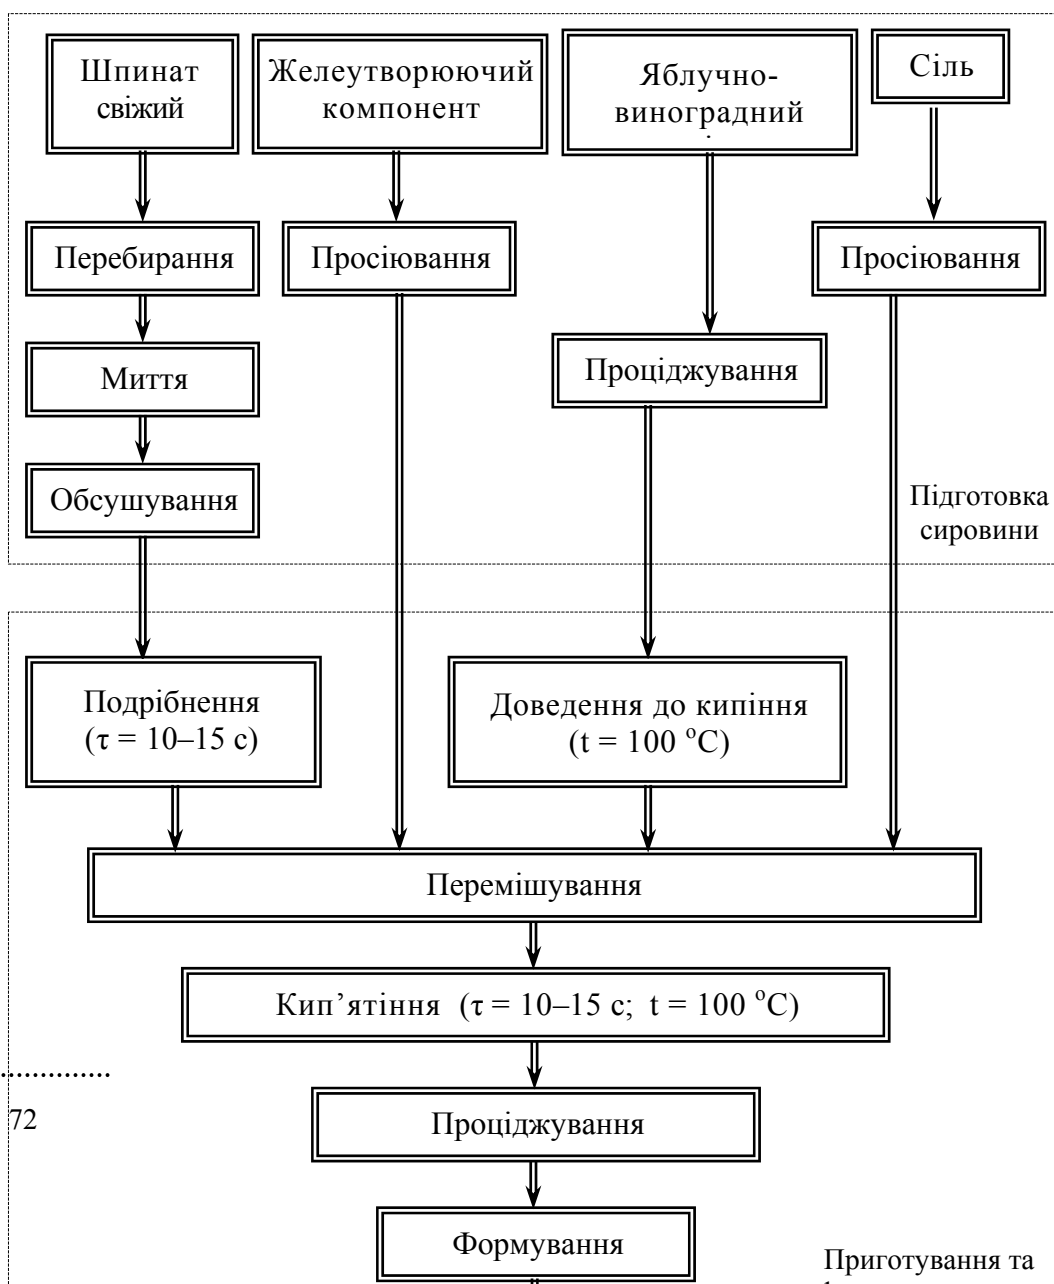 Шпинат
свіжий
Желеутворюючий
компонент
Яблучно-
виноградний
Сіль
Перебирання
Просіювання
Просіювання
Миття
Проціджування
Обсушування
Підготовка
сировини
Подрібнення
(τ = 10–15 с)
Доведення до кипіння
(t = 100 °C)
Перемішування
Кип’ятіння (τ = 10–15 с; t = 100 °C)
72
Проціджування
Формування
Приготування та